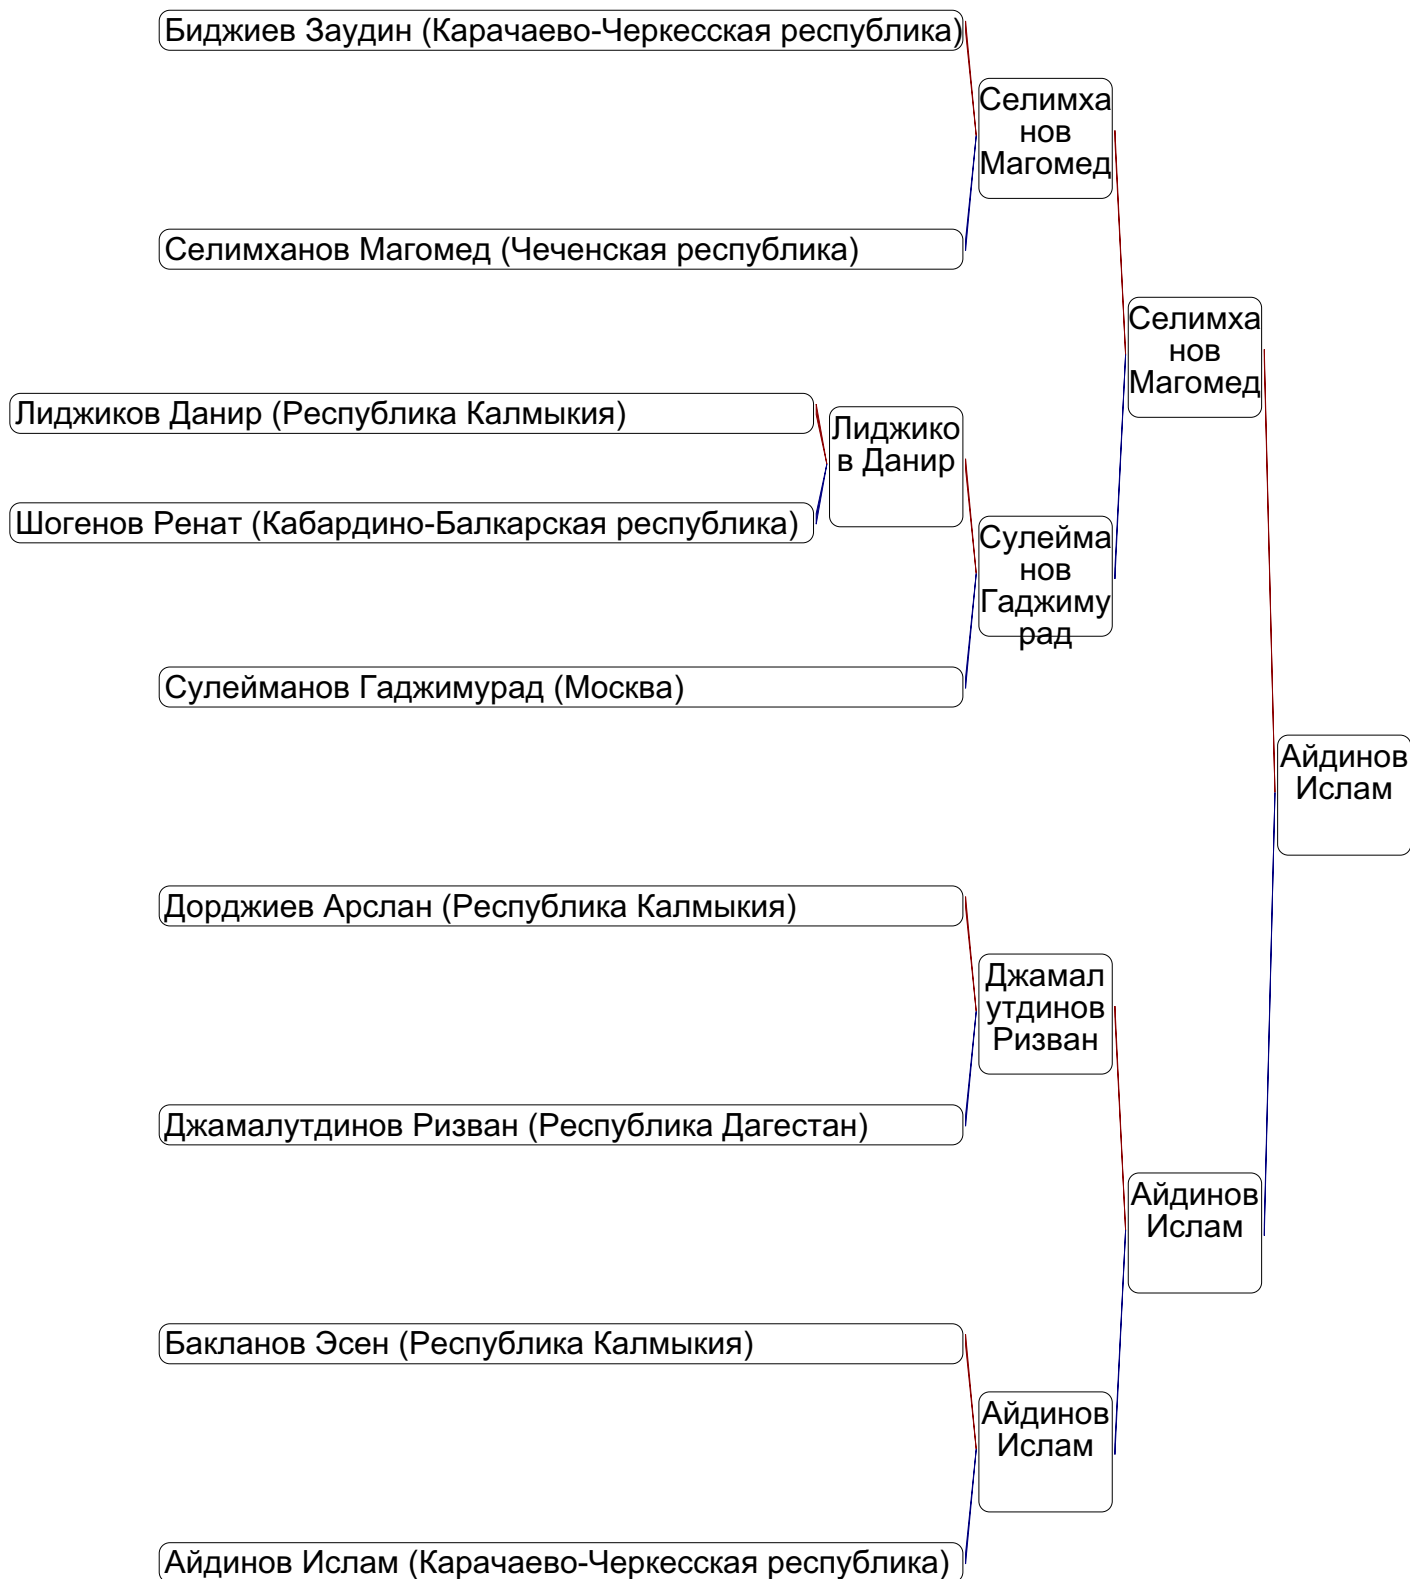 Биджиев Заудин (Карачаево-Черкесская республика)
Селимха
нов
Магомед
Селимханов Магомед (Чеченская республика)
Селимха
нов
Магомед
Лиджиков Данир (Республика Калмыкия)
Лиджико
в Данир
Шогенов Ренат (Кабардино-Балкарская республика)
Сулейма
нов
Гаджиму
рад
Сулейманов Гаджимурад (Москва)
Айдинов
Ислам
Дорджиев Арслан (Республика Калмыкия)
Джамал
утдинов
Ризван
Джамалутдинов Ризван (Республика Дагестан)
Айдинов
Ислам
Бакланов Эсен (Республика Калмыкия)
Айдинов
Ислам
Айдинов Ислам (Карачаево-Черкесская республика)